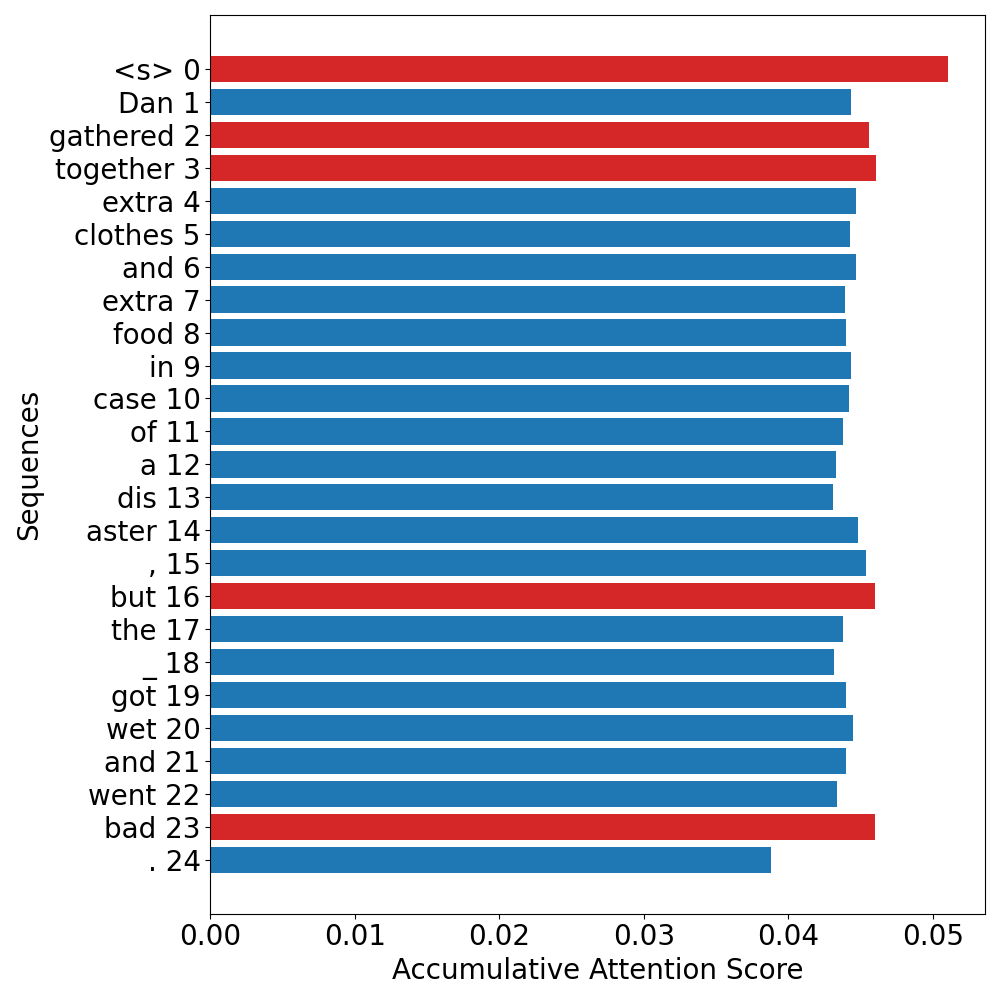 <s> 0
Dan 1
gathered 2
together 3
extra 4
clothes 5
and 6
extra 7
food 8
in 9
case 10
of 11
a 12
dis 13
aster 14
, 15
but 16
the 17
_ 18
got 19
wet 20
and 21
went 22
bad 23
. 24
Sequences
0.00 0.01 0.02 0.03 0.04 0.05
Accumulative Attention Score